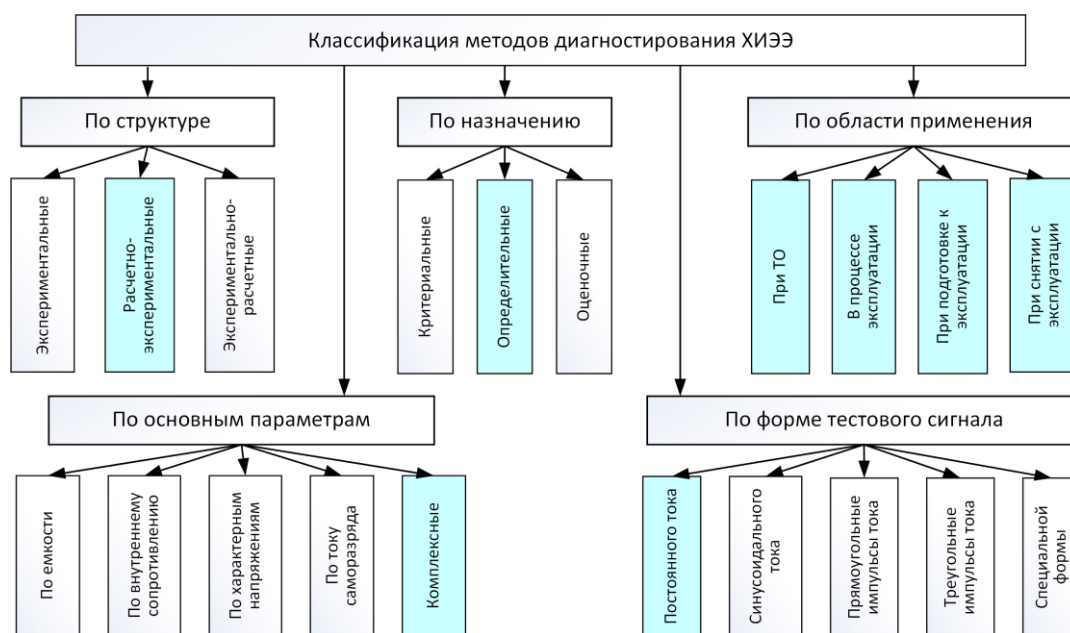 Классификация методов диагностирования ХИЭЭ
По структуре
По назначению
По области применения
Экспериментальные
Расчетно-
экспериментальные
Экспериментально-
расчетные
Критериальные
Определительные
Оценочные
При ТО
В процессе
эксплуатации
При подготовке к
эксплуатации
При снятии с
эксплуатации
По основным параметрам
По форме тестового сигнала
По емкости
По внутреннему
сопротивлению
По характерным
напряжениям
По току
саморазряда
Комплексные
Постоянного тока
Синусоидального
тока
Прямоугольные
импульсы тока
Треугольные
импульсы тока
Специальной
формы